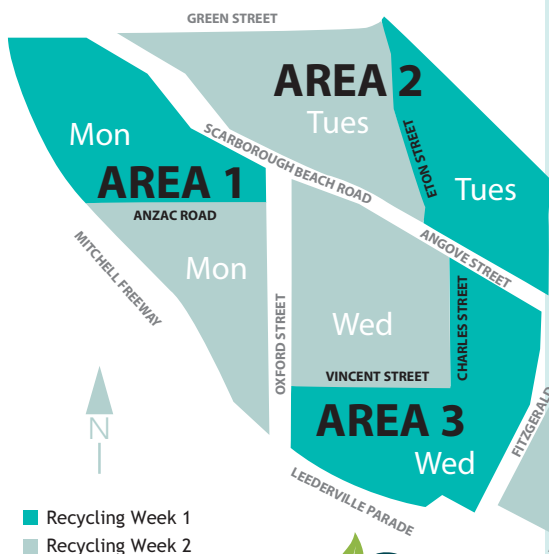 GREEN STREET
AREA 2
Tues
Mon
SCARBOROUGH BEACH ROAD
ETON STREET
Tues
AREA 1
ANZAC ROAD
ANGOVE STREET
MITCHELL FREEWAY
Mon
OXFORD STREET
Wed
CHARLES STREET
VINCENT STREET
AREA 3
FITZGERALD
Wed
N
LEEDERVILLE PARADE
Recycling Week 1
Recycling Week 2